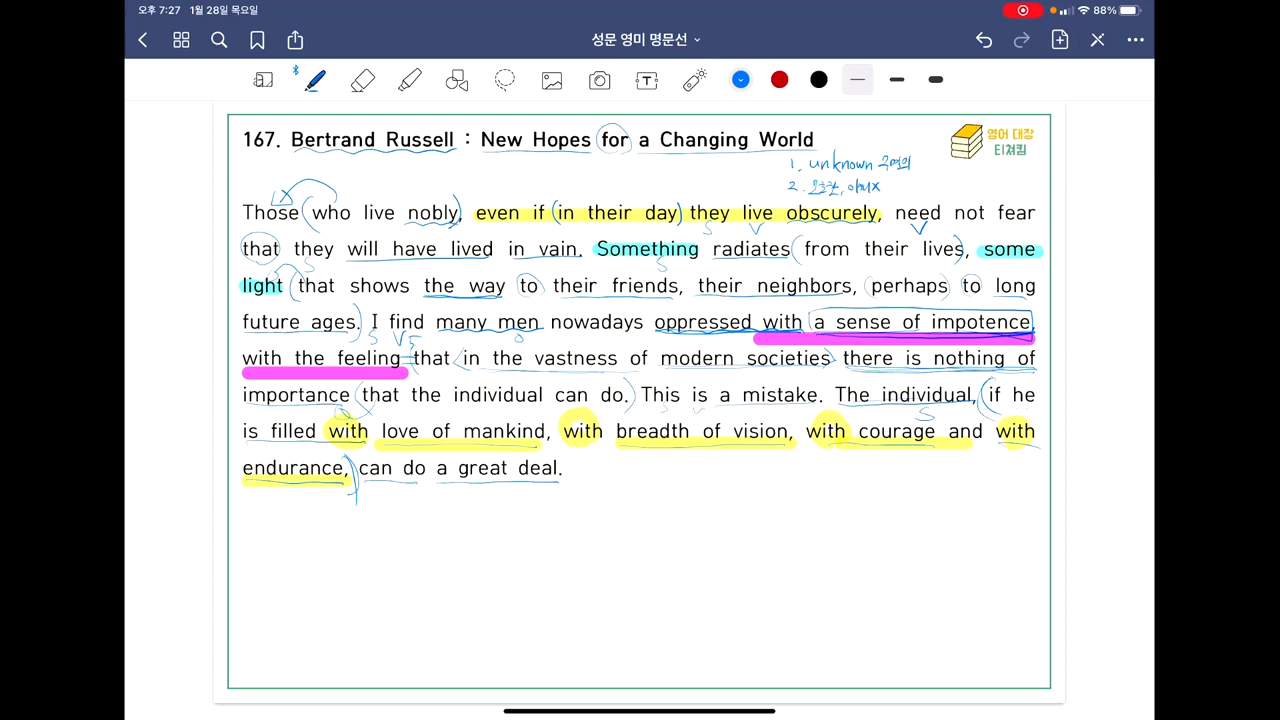 오후 7:27 1월 28일 목요일
88%
성문 영미 명문선
167. Bertrand Russell : New Hopes for a Changing World
영어 대장
티쳐킴
1. unknown 무명의
2.
Those who live nobly, even if in their day they live obscurely, need not fear
that they will have lived in vain. Something radiates from their lives, some
light that shows the way to their friends, their neighbors, perhaps to long
future ages. I find many men nowadays oppressed with a sense of impotence,
with the feeling that in the vastness of modern societies there is nothing of
importance that the individual can do. This is a mistake. The individual, if he
is filled with love of mankind, with breadth of vision, with courage and with
endurance, can do a great deal.